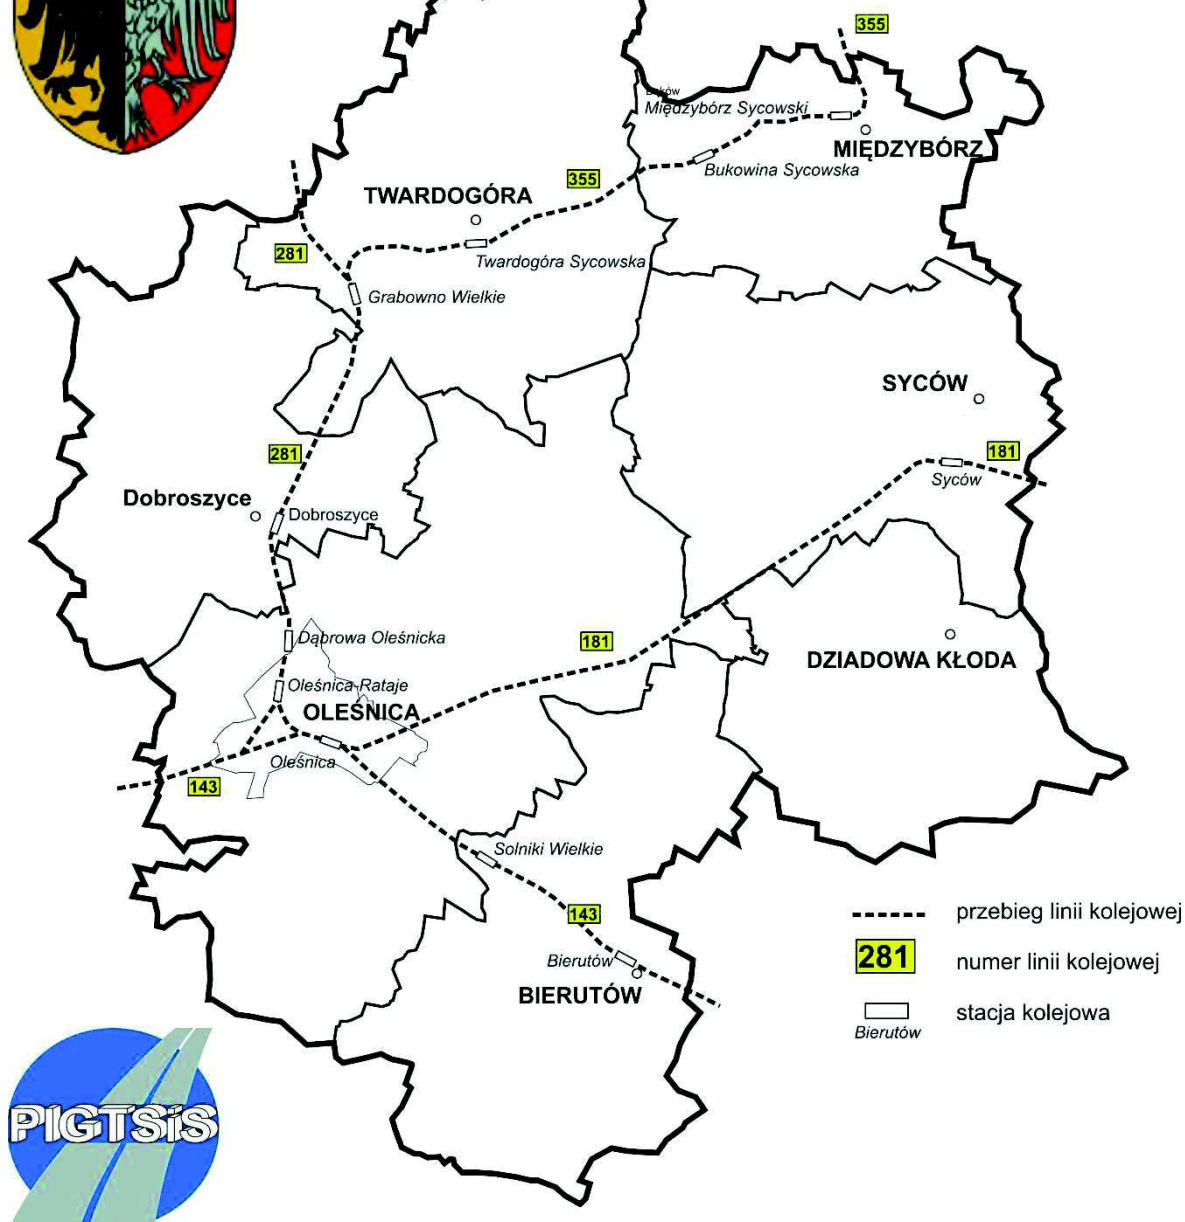 355
Międzybórz Sycowski
MIĘDZYBÓRZ
Bukowina Sycowska
355
TWARDOGÓRA
281
Twardogóra Sycowska
Grabowno Wielkie
SYCÓW
281
181
Syców
Dobroszyce
Dobroszyce
Dąbrowa Oleśnicka
181
DZIADOWA KŁODA
Oleśnica-Rataje
OLEŚNICA
Oleśnica
143
Solniki Wielkie
143
Bierutów
BIERUTÓW
przebieg linii kolejowej
281
numer linii kolejowej
stacja kolejowa
Bierutów
PIGTSiS